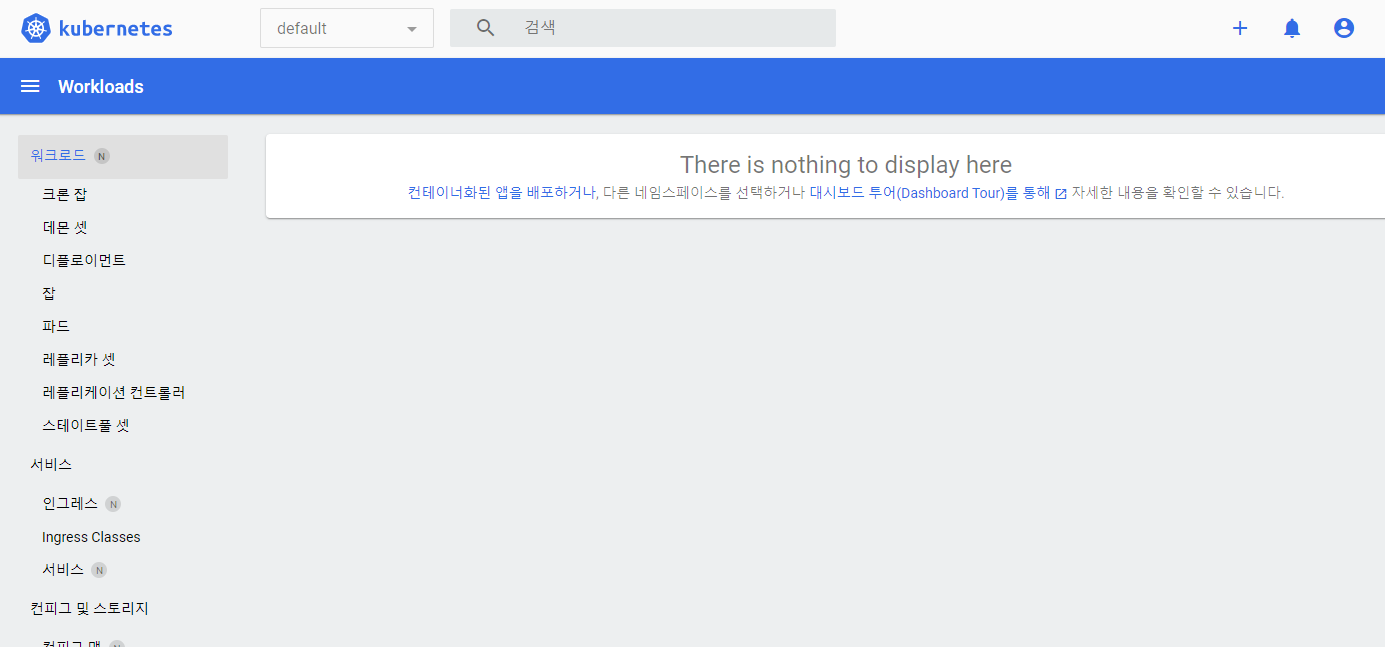 kubernetes
default
검색
Workloads
워크로드 N
크론 잡
데몬 셋
디플로이먼트
잡
파드
레플리카 셋
레플리케이션 컨트롤러
스테이트풀 셋
서비스
인그레스 N
Ingress Classes
서비스 N
컨피그 및 스토리지
There is nothing to display here
컨테이너화된 앱을 배포하거나, 다른 네임스페이스를 선택하거나 대시보드 투어(Dashboard Tour)를 통해 자세한 내용을 확인할 수 있습니다.